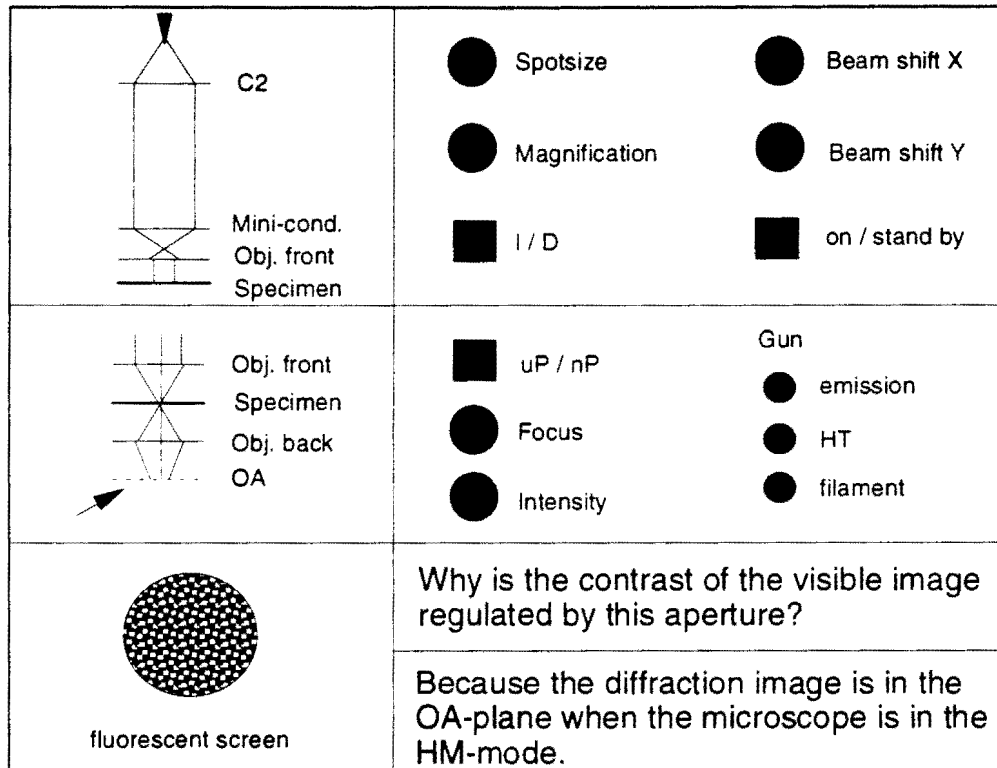 C2
Mini-cond.
Obj. front
Specimen
Spotsize
Beam shift X
Magnification
Beam shift Y
I / D
on / stand by
Obj. front
Specimen
Obj. back
OA
uP / nP
Focus
Intensity
Gun
emission
HT
filament
fluorescent screen
Why is the contrast of the visible image
regulated by this aperture?
Because the diffraction image is in the
OA-plane when the microscope is in the
HM-mode.